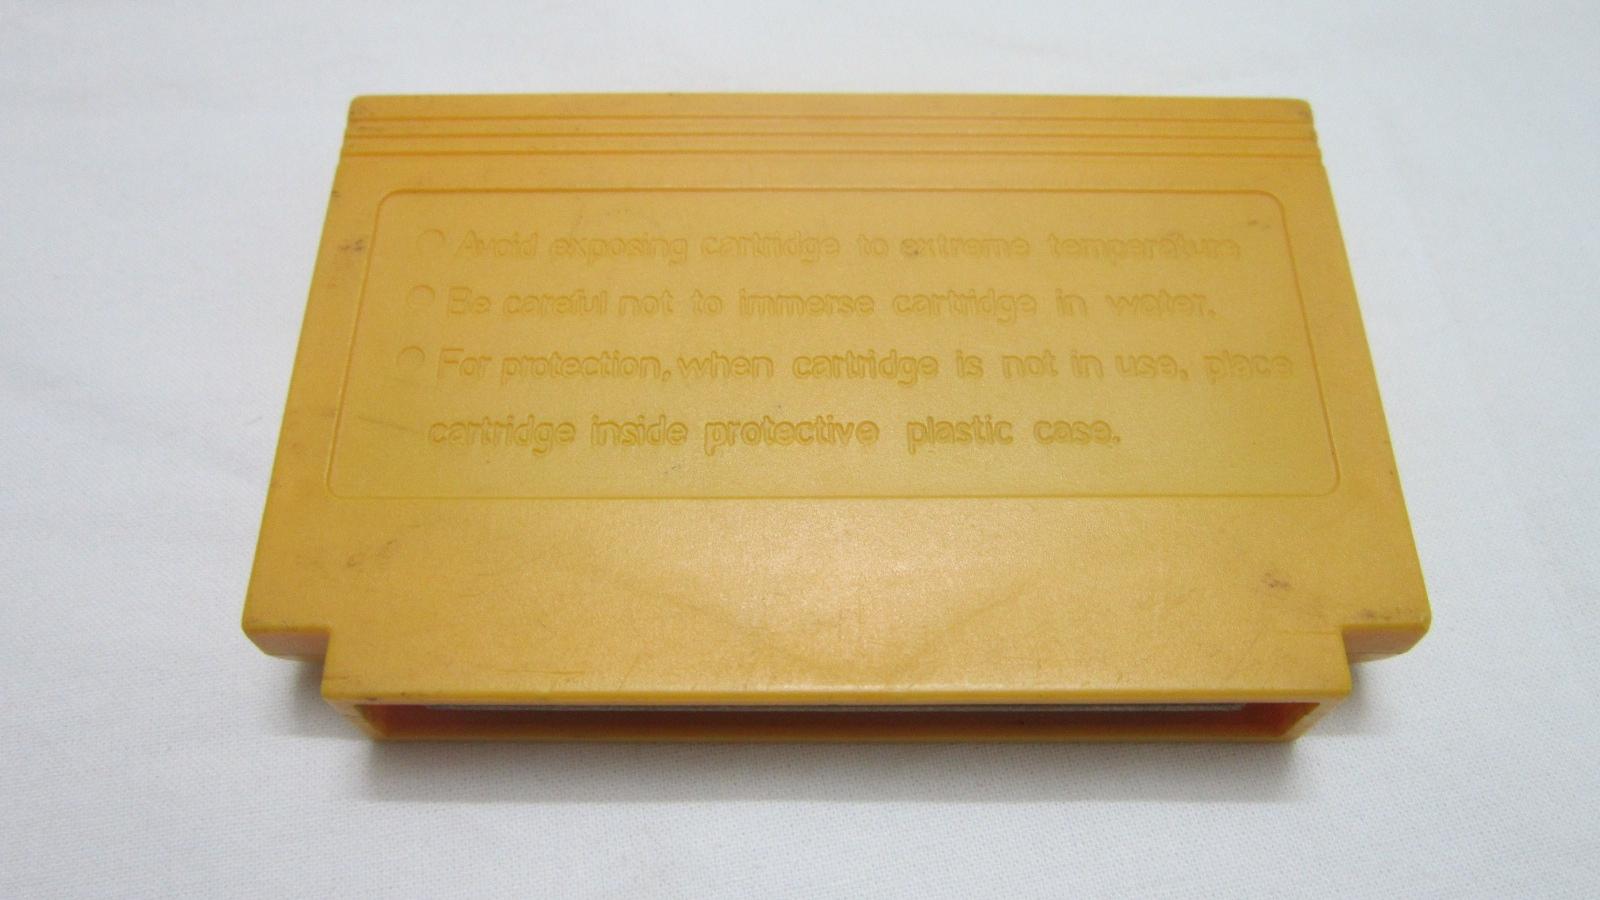 ○ Avoid exposing cartridge to extreme temperature
○ Be careful not to immerse cartridge in water.
○ For protection, when cartridge is not in use, place
cartridge inside protective plastic case.